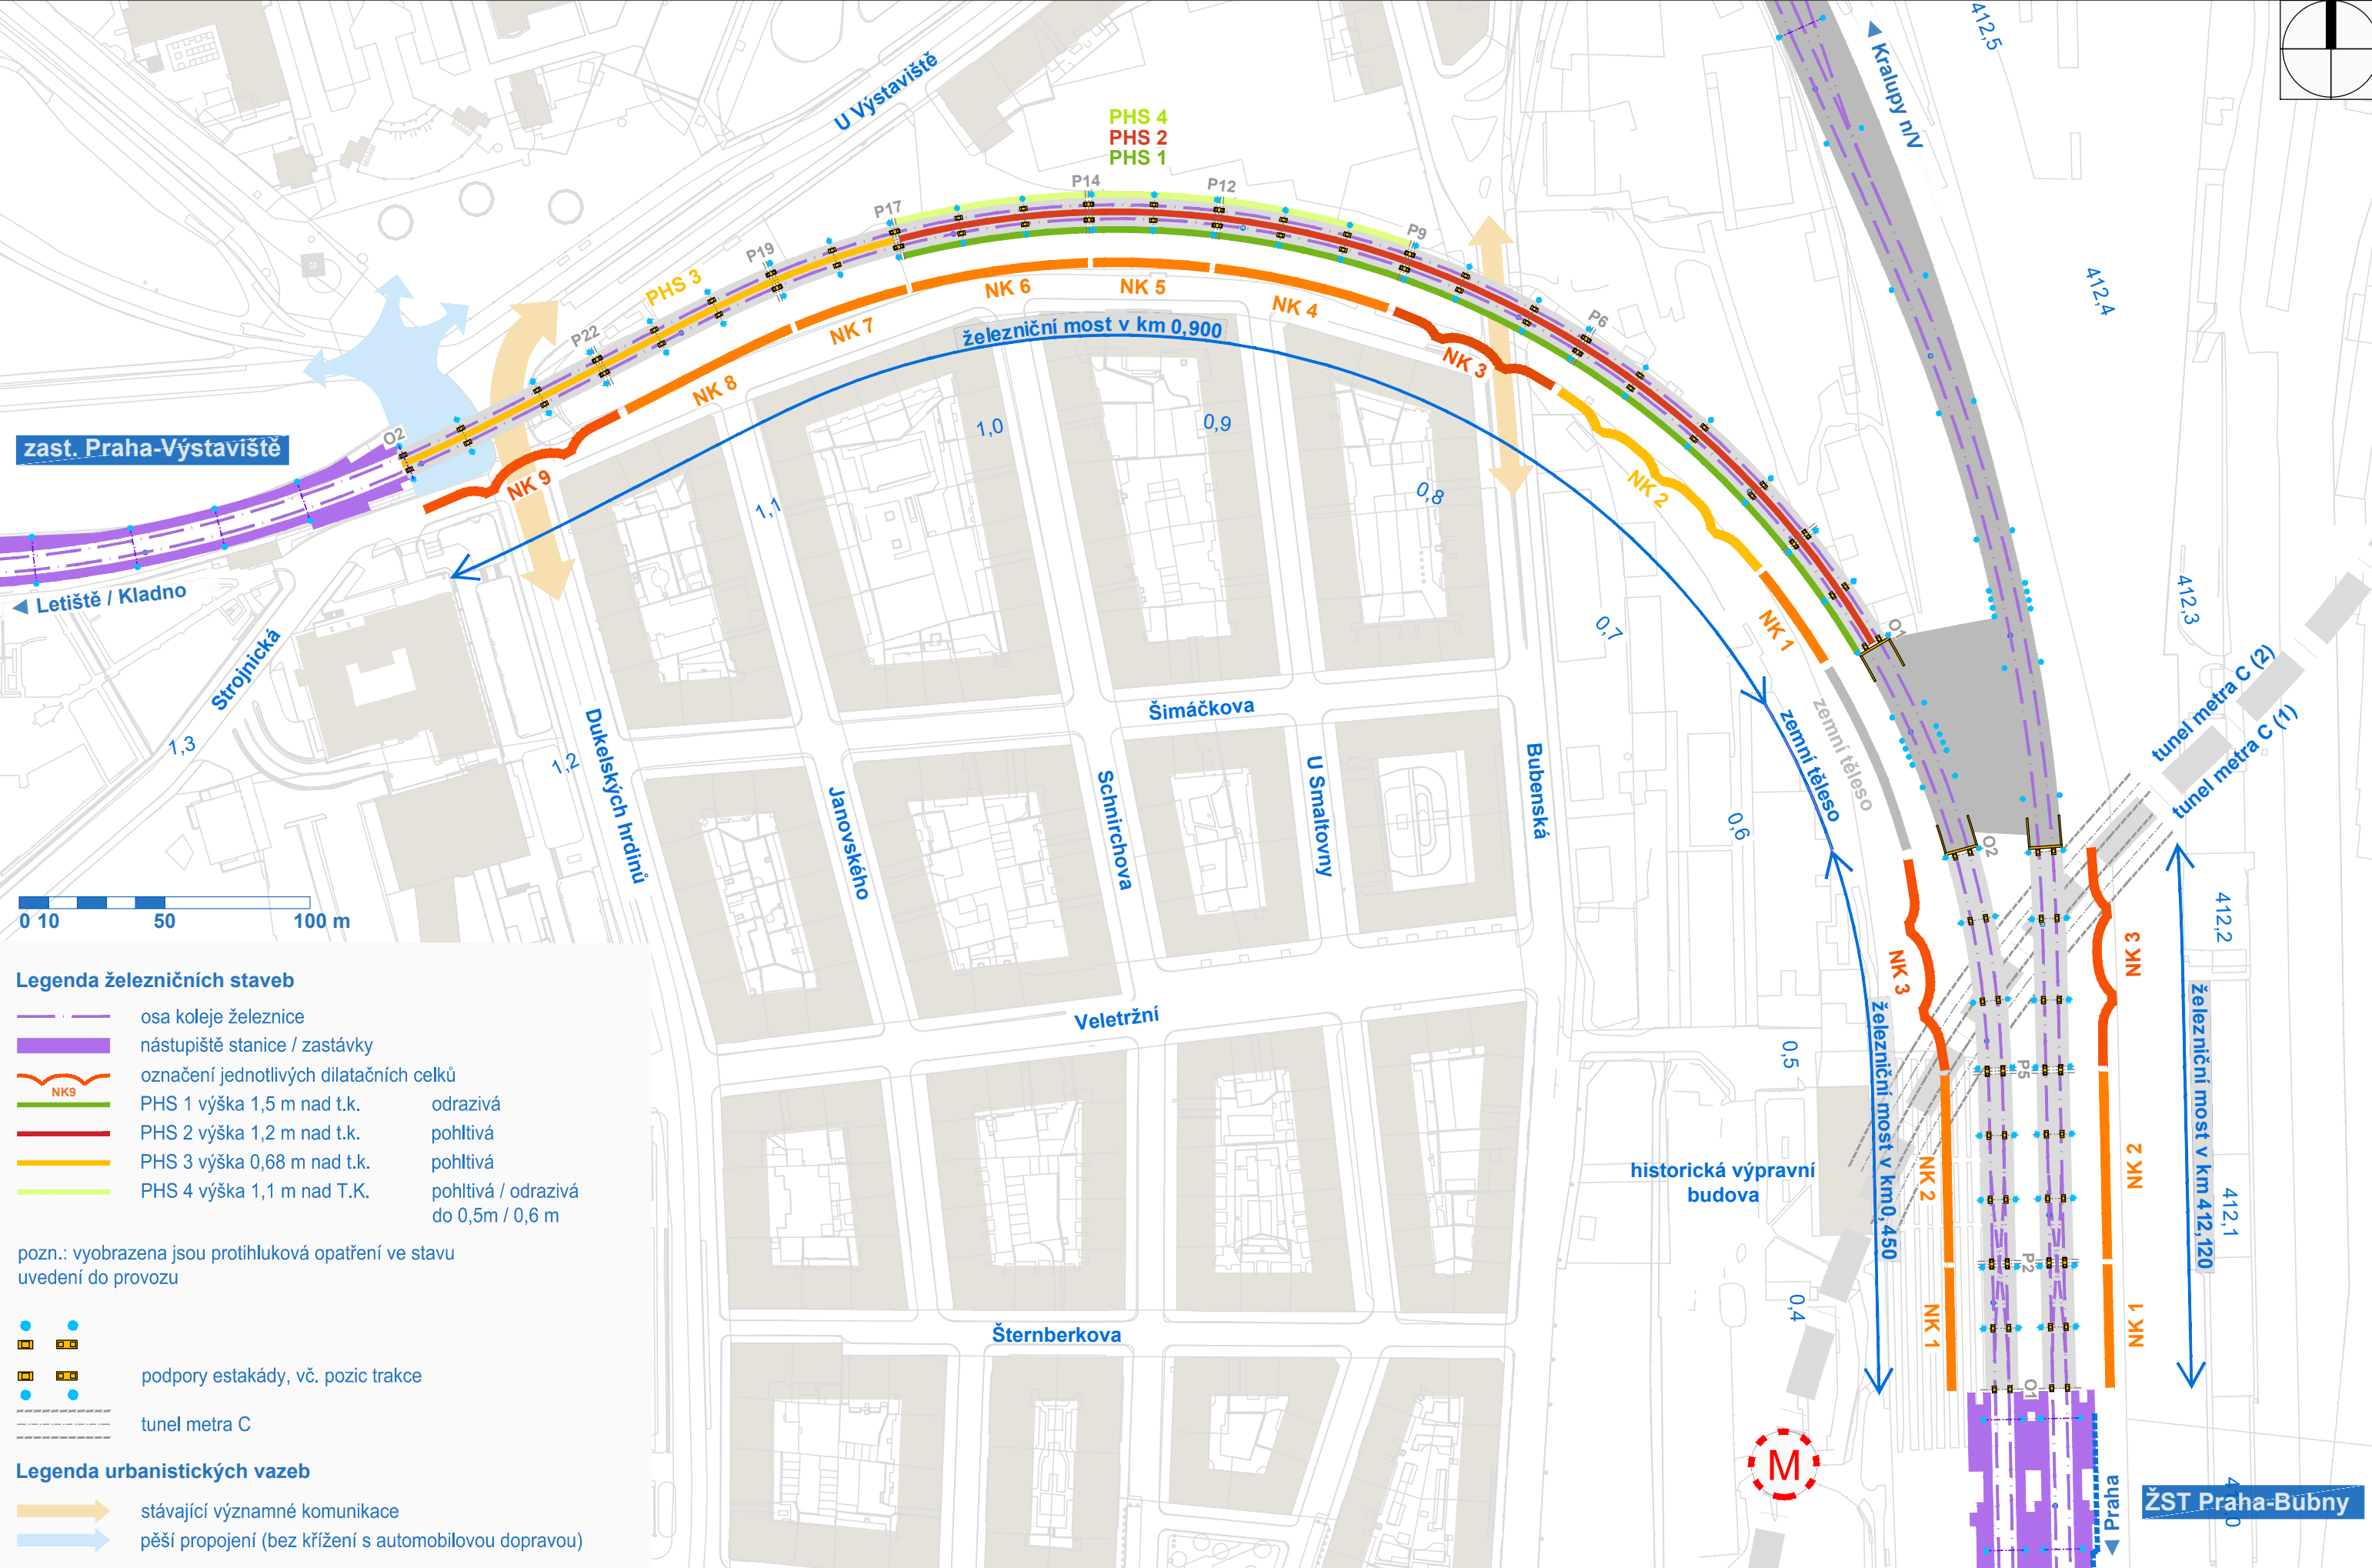 412,5
Kralupy n/V
U Výstaviště
PHS 4
PHS 2
PHS 1
P14
P12
P17
P9
P19
PHS 3
P22
P6
412,4
NK 6
NK 5
NK 4
NK 7
železniční most v km 0,900
NK 3
NK 8
O2
zast. Praha-Výstaviště
NK 9
1,0
0,9
0,8
NK 2
1,1
Letiště / Kladno
412,3
0,7
NK 1
O1
Strojnická
tunel metra C (2)
tunel metra C (1)
Šimáčkova
zemní těleso
zemní těleso
1,3
1,2
Dukelských hrdinů
Janovského
Schnirchova
U Smaltovny
Bubenská
0,6
O2
0 10 50 100 m
412,2
NK 3
NK 3
Legenda železničních staveb
osa koleje železnice
nástupiště stanice / zastávky
označení jednotlivých dilatačních celků
NK9
PHS 1 výška 1,5 m nad t.k. odrazivá
PHS 2 výška 1,2 m nad t.k. pohltivá
PHS 3 výška 0,68 m nad t.k. pohltivá
PHS 4 výška 1,1 m nad T.K. pohltivá / odrazivá
do 0,5m / 0,6 m
pozn.: vyobrazena jsou protihluková opatření ve stavu
uvedení do provozu
podpory estakády, vč. pozic trakce
tunel metra C
Legenda urbanistických vazeb
stávající významné komunikace
pěší propojení (bez křížení s automobilovou dopravou)
Veletržní
0,5
P5
železniční most v km0,450
železniční most v km 412,120
historická výpravní
budova
NK 2
NK 2
412,1
P2
0,4
Šternberkova
NK 1
NK 1
O1
M
Praha
ŽST Praha-Bubny
412,0